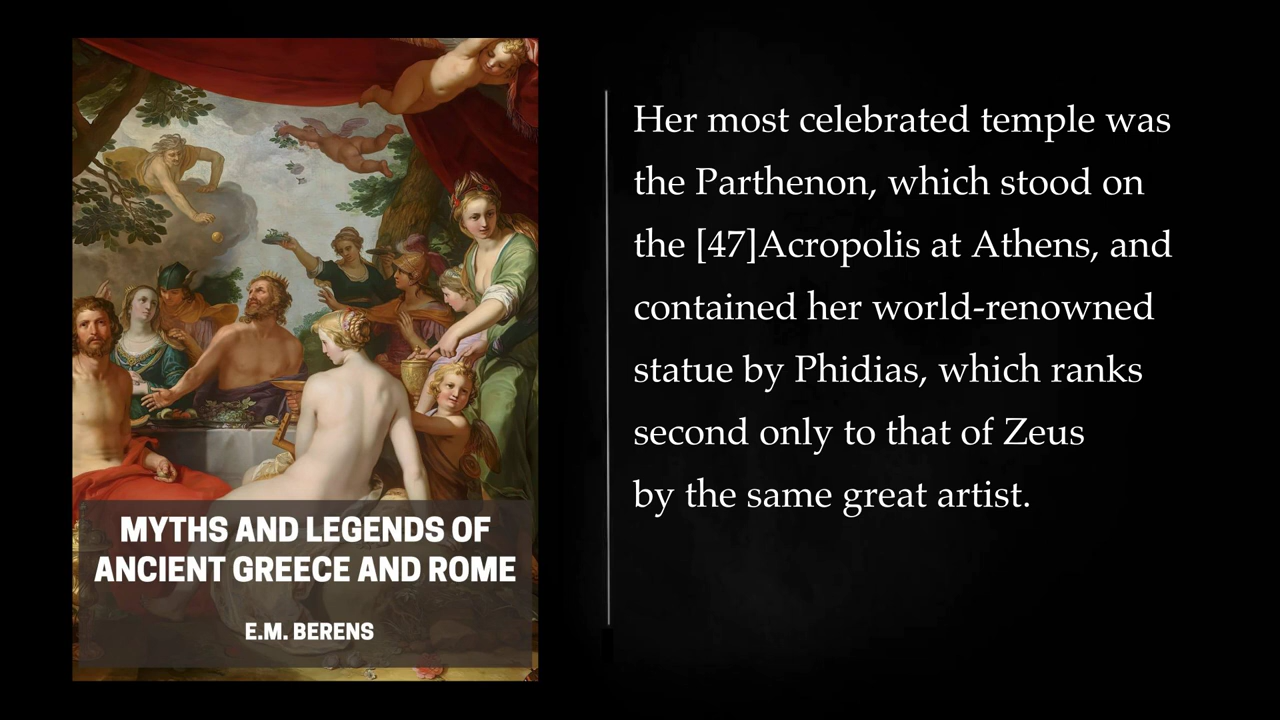 MYTHS AND LEGENDS OF
ANCIENT GREECE AND ROME
E.M. BERENS
Her most celebrated temple was
the Parthenon, which stood on
the [47]Acropolis at Athens, and
contained her world-renowned
statue by Phidias, which ranks
second only to that of Zeus
by the same great artist.